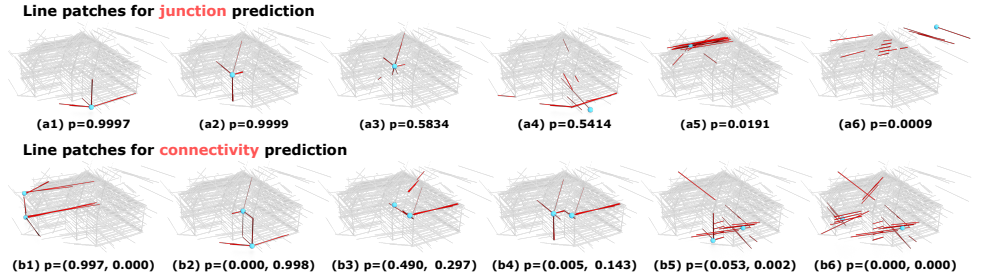 Line patches for junction prediction
(a1) p=0.9997 (a2) p=0.9999 (a3) p=0.5834 (a4) p=0.5414 (a5) p=0.0191 (a6) p=0.0009
Line patches for connectivity prediction
(b1) p=(0.997, 0.000) (b2) p=(0.000, 0.998) (b3) p=(0.490, 0.297) (b4) p=(0.005, 0.143) (b5) p=(0.053, 0.002) (b6) p=(0.000, 0.000)